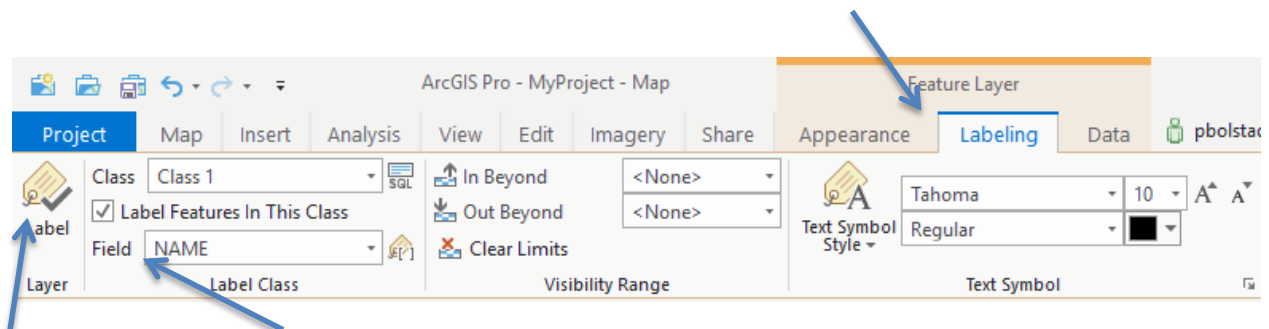 ArcGIS Pro - MyProject - Map Feature Layer
Project Map Insert Analysis View Edit Imagery Share Appearance Labeling Data pbolstad
Class Class 1 SQL In Beyond <None> Tahoma 10 A A
Label Label Features In This Class Out Beyond <None> Text Symbol Style Regular
Field NAME Clear Limits
Layer Label Class Visibility Range Text Symbol